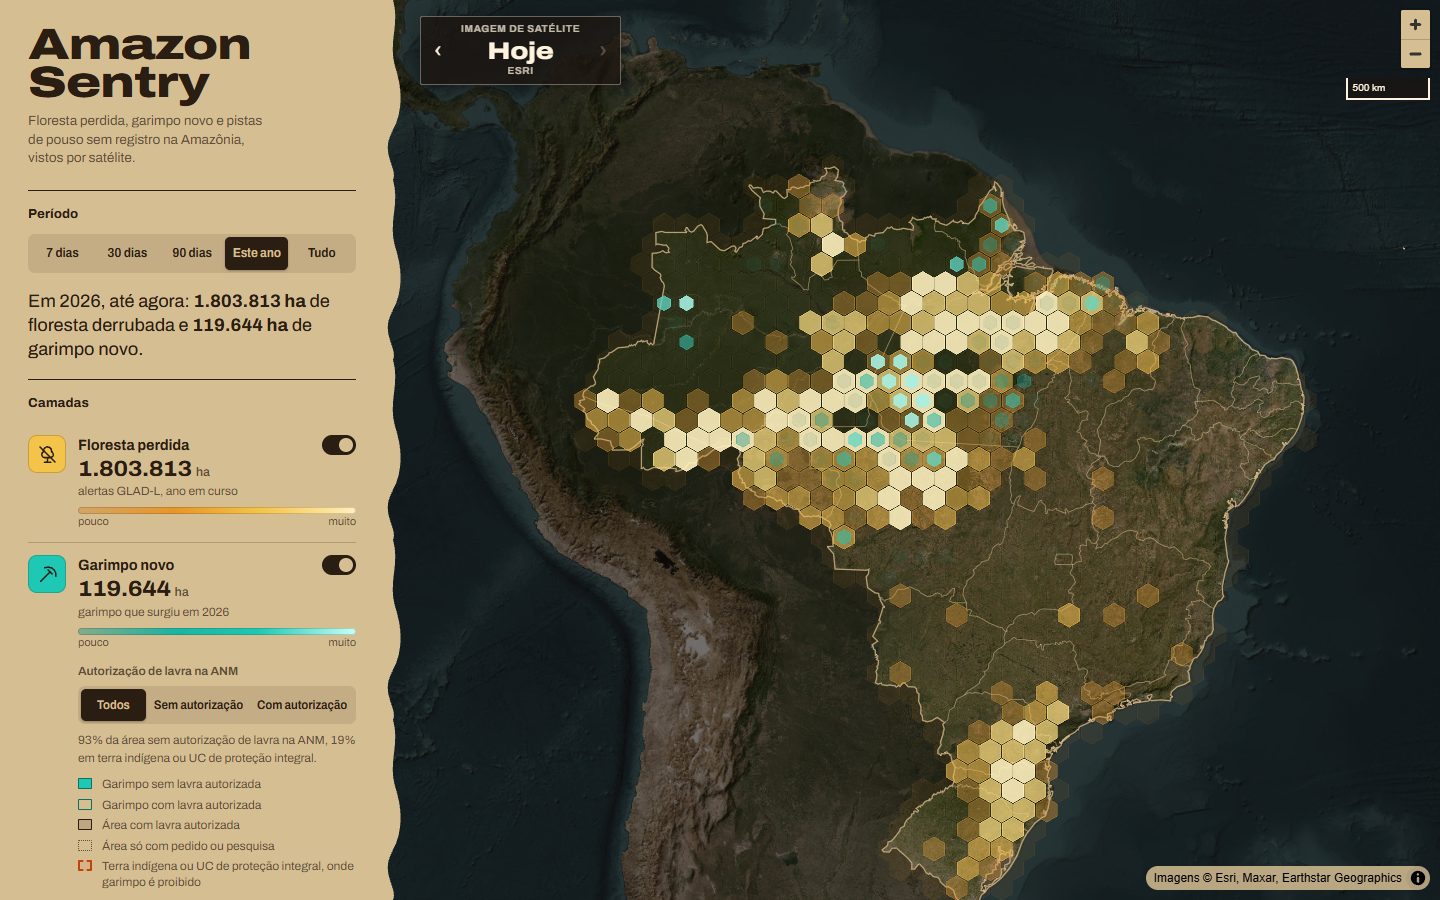 Amazon
Sentry
Floresta perdida, garimpo novo e pistas
de pouso sem registro na Amazônia,
vistos por satélite.
Período
7 dias
30 dias
90 dias
Este ano
Tudo
Em 2026, até agora: 1.803.813 ha de
floresta derrubada e 119.644 ha de
garimpo novo.
Camadas
Floresta perdida
1.803.813 ha
alertas GLAD-L, ano em curso
pouco
muito
Garimpo novo
119.644 ha
garimpo que surgiu em 2026
pouco
muito
Autorização de lavra na ANM
Todos
Sem autorização
Com autorização
93% da área sem autorização de lavra na ANM, 19%
em terra indígena ou UC de proteção integral.
Garimpo sem lavra autorizada
Garimpo com lavra autorizada
Área com lavra autorizada
Área só com pedido ou pesquisa
Terra indígena ou UC de proteção integral, onde
garimpo é proibido
IMAGEM DE SATÉLITE
‹ Hoje ›
ESRI
+
−
500 km
Imagens © Esri, Maxar, Earthstar Geographics